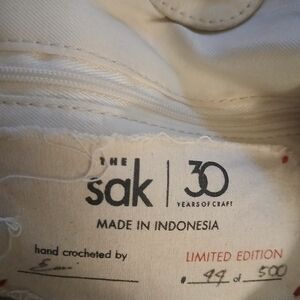 THE
sak | 30
YEARS OF CRAFT
MADE IN INDONESIA
hand crocheted by
LIMITED EDITION
# 44 of 500